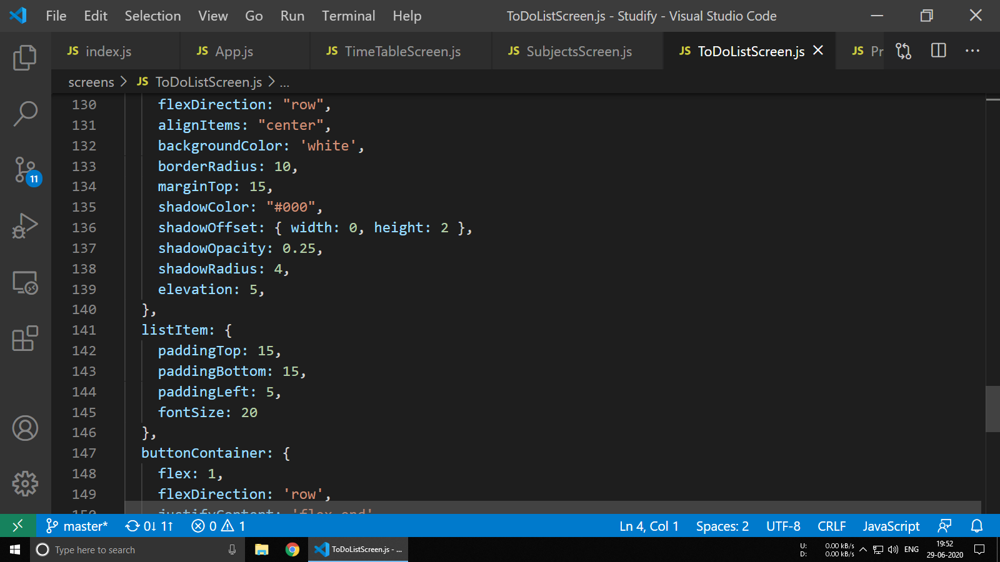 File Edit Selection View Go Run Terminal Help ToDoListScreen.js - Studify - Visual Studio Code
JS index.js JS App.js JS TimeTableScreen.js JS SubjectsScreen.js JS ToDoListScreen.js JS Pr
screens > JS ToDoListScreen.js > ...
130 flexDirection: "row",
131 alignItems: "center",
132 backgroundColor: 'white',
133 borderRadius: 10,
134 marginTop: 15,
135 shadowColor: "#000",
136 shadowOffset: { width: 0, height: 2 },
137 shadowOpacity: 0.25,
138 shadowRadius: 4,
139 elevation: 5,
140 },
141 listItem: {
142 paddingTop: 15,
143 paddingBottom: 15,
144 paddingLeft: 5,
145 fontSize: 20
146 },
147 buttonContainer: {
148 flex: 1,
149 flexDirection: 'row',
150 justifyContent: 'flex-end'
11
master* 0↓ 1↑ 0 1 Ln 4, Col 1 Spaces: 2 UTF-8 CRLF JavaScript
Type here to search ToDoListScreen.js - ... U: 0.00 kB/s D: 0.00 kB/s ENG 19:52 29-06-2020